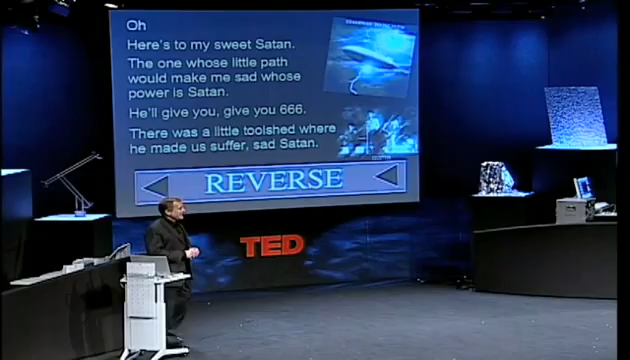 Oh
Here's to my sweet Satan.
The one whose little path
would make me sad whose
power is Satan.
He'll give you, give you 666.
There was a little toolshed where
he made us suffer, sad Satan.
REVERSE
TED